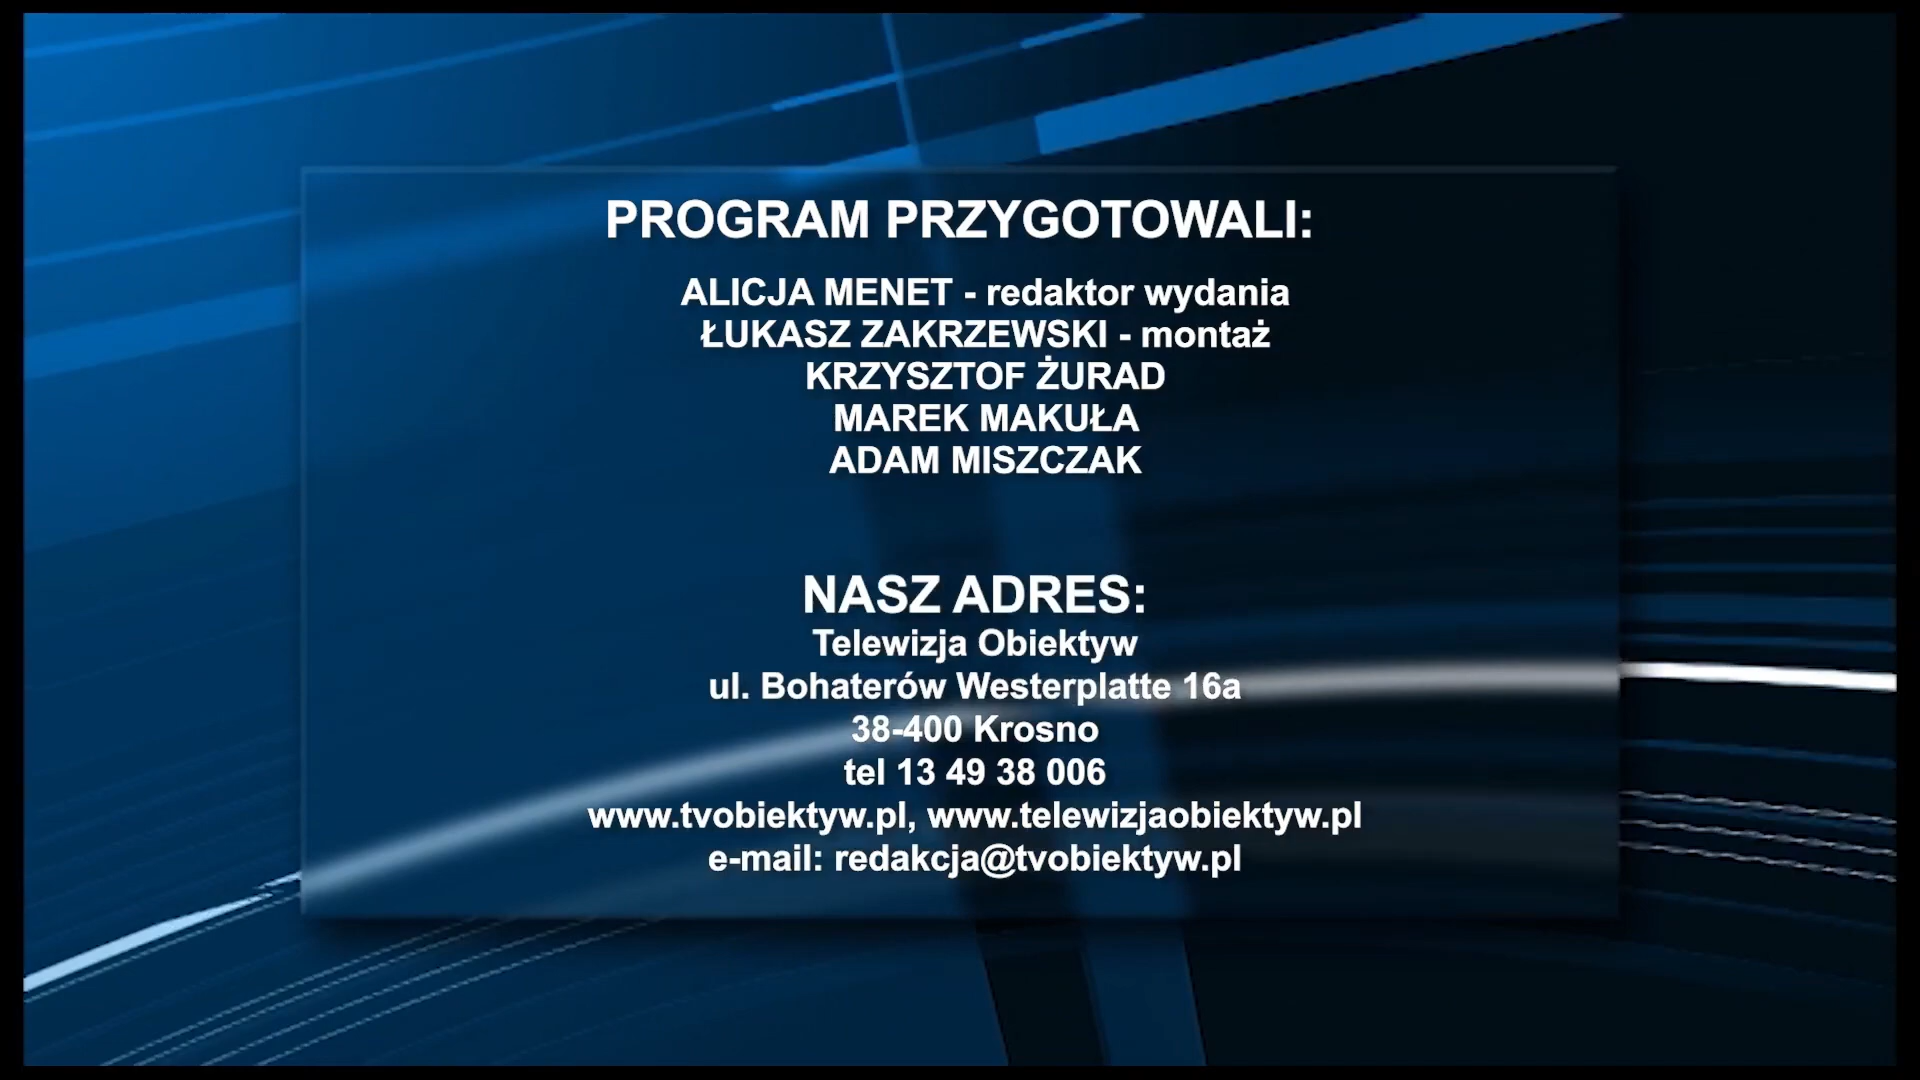 PROGRAM PRZYGOTOWALI:
ALICJA MENET - redaktor wydania
ŁUKASZ ZAKRZEWSKI - montaż
KRZYSZTOF ŻURAD
MAREK MAKUŁA
ADAM MISZCZAK
NASZ ADRES:
Telewizja Obiektyw
ul. Bohaterów Westerplatte 16a
38-400 Krosno
tel 13 49 38 006
www.tvobiektyw.pl, www.telewizjaobiektyw.pl
e-mail: redakcja@tvobiektyw.pl